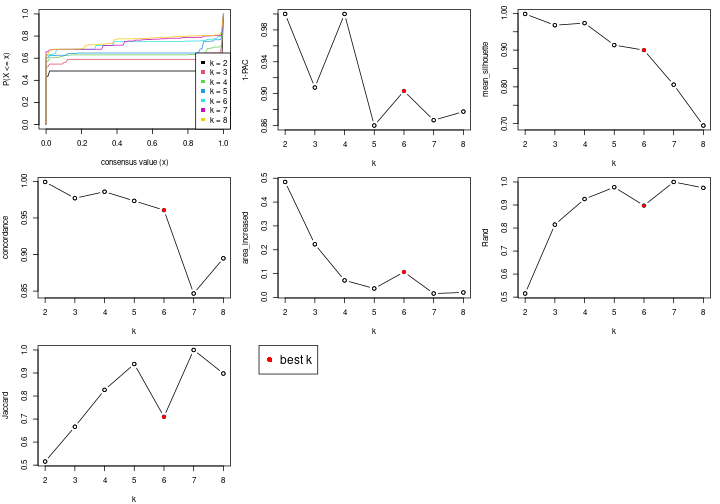 P(X <= x)
0.0 0.2 0.4 0.6 0.8 1.0
k = 2
k = 3
k = 4
k = 5
k = 6
k = 7
k = 8
0.0 0.2 0.4 0.6 0.8 1.0
consensus value (x)
1-PAC
0.86 0.90 0.94 0.98
2 3 4 5 6 7 8
k
mean_silhouette
0.70 0.80 0.90 1.00
2 3 4 5 6 7 8
k
concordance
0.85 0.90 0.95
2 3 4 5 6 7 8
k
area_increased
0.0 0.1 0.2 0.3 0.4 0.5
2 3 4 5 6 7 8
k
Rand
0.5 0.6 0.7 0.8 0.9 1.0
2 3 4 5 6 7 8
k
Jaccard
0.5 0.6 0.7 0.8 0.9 1.0
2 3 4 5 6 7 8
k
best k